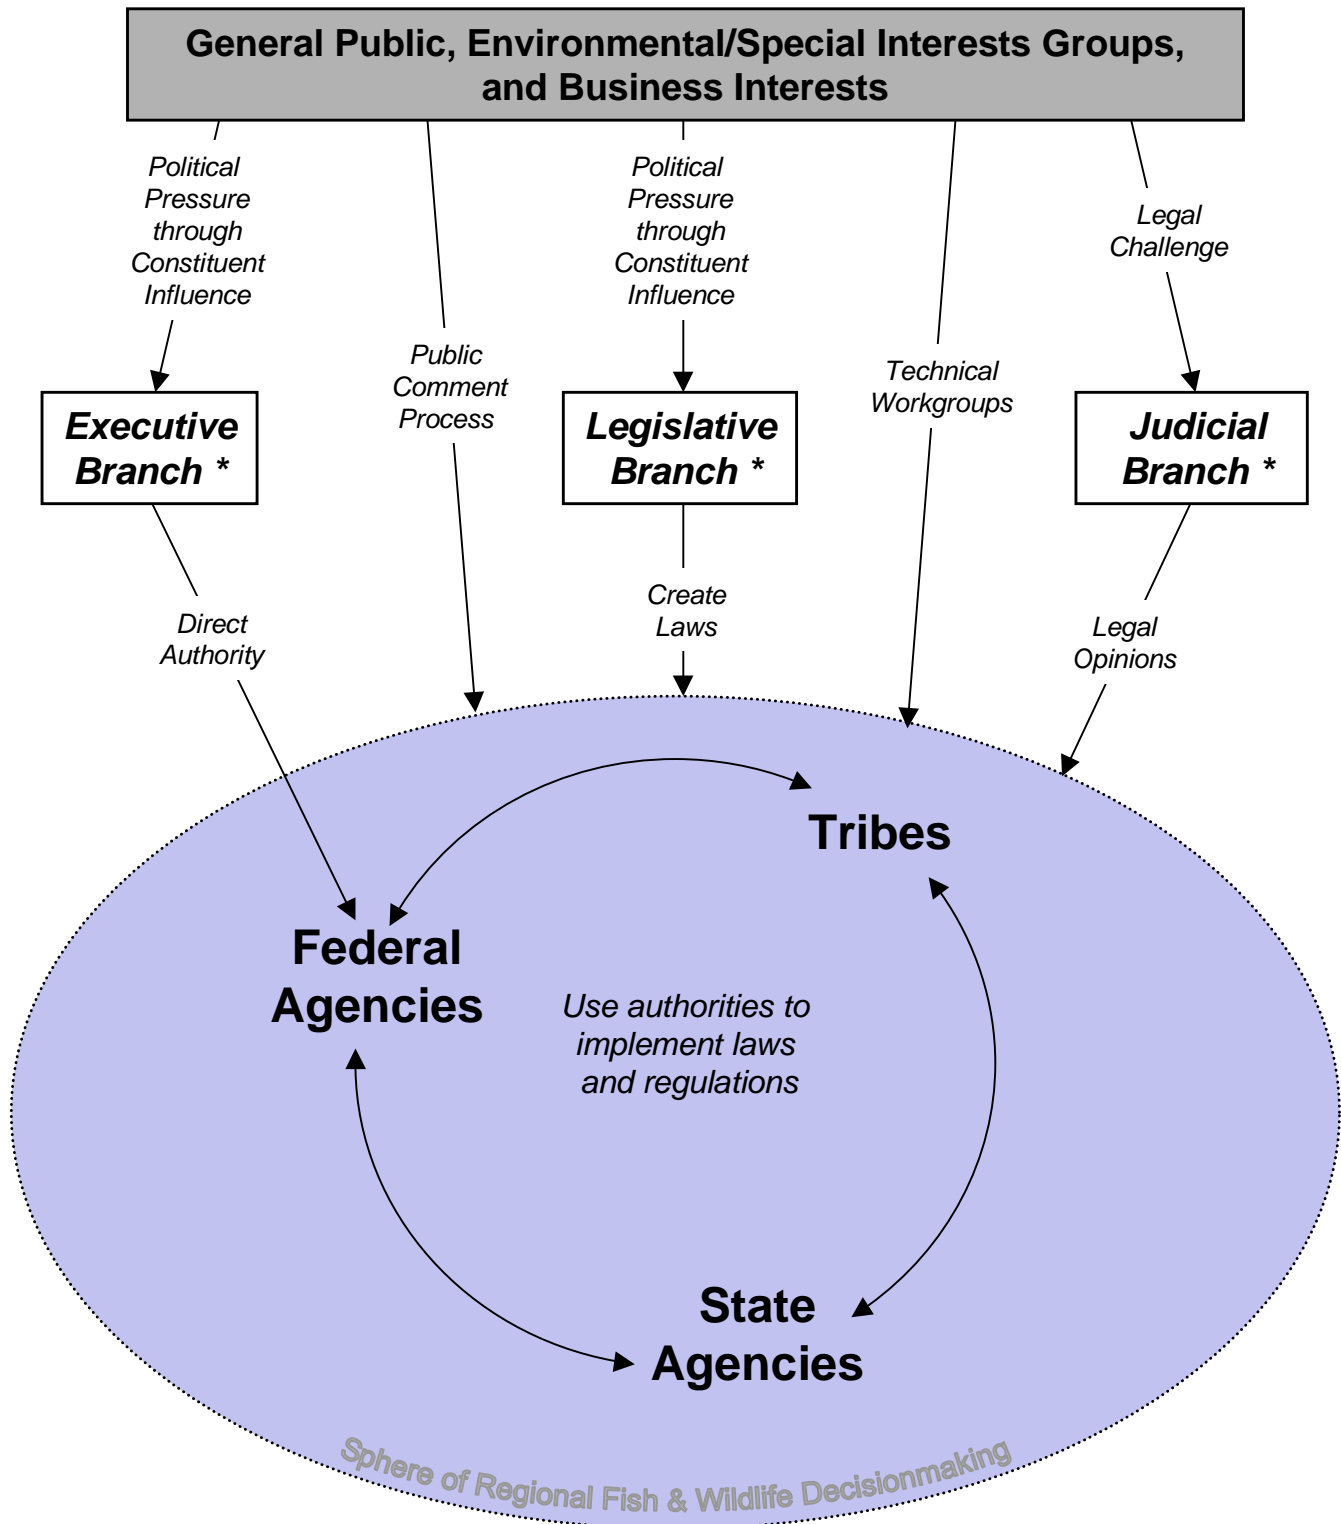 General Public, Environmental/Special Interests Groups,
and Business Interests
Political
Pressure
through
Constituent
Influence
Political
Pressure
through
Constituent
Influence
Legal
Challenge
Public
Comment
Process
Technical
Workgroups
Executive
Branch *
Legislative
Branch *
Judicial
Branch *
Direct
Authority
Create
Laws
Legal
Opinions
Tribes
Federal
Agencies
Use authorities to
implement laws
and regulations
State
Agencies
Sphere of Regional Fish & Wildlife Decisionmaking